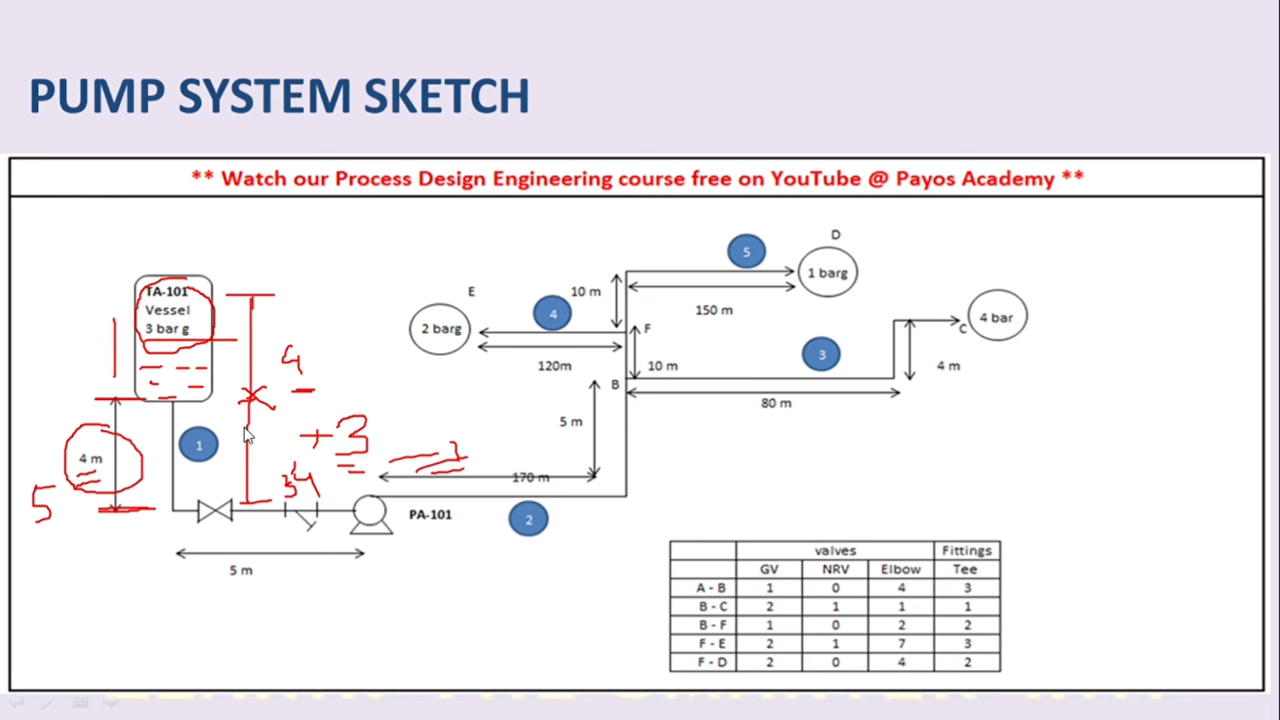 PUMP SYSTEM SKETCH
** Watch our Process Design Engineering course free on YouTube @ Payos Academy **
D
5
TA-101
Vessel
3 bar g
10 m
1 barg
E
4
150 m
2 barg
F
C
4 bar
120m
10 m
3
4 m
4
B
80 m
5 m
1
4 m
+3
5
34
170 m
PA-101
2
5 m
valves Fittings
GV NRV Elbow Tee
A - B 1 0 4 3
B - C 2 1 1 1
B - F 1 0 2 2
F - E 2 1 7 3
F - D 2 0 4 2